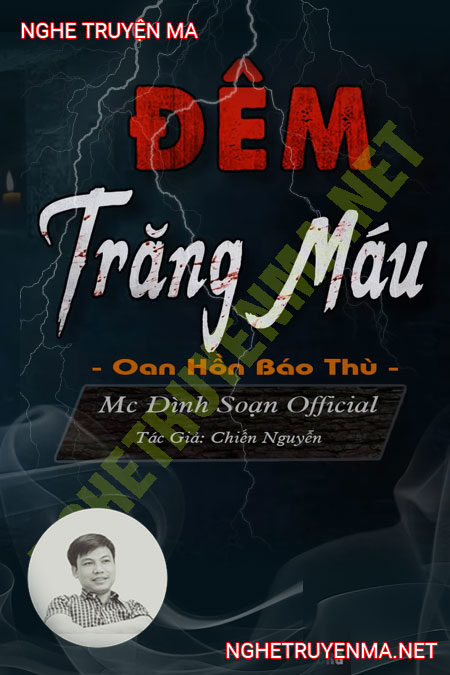 NGHE TRUYỆN MA
ĐÊM
Trăng Máu
- Oan Hồn Báo Thù -
Mc Đình Soạn Official
Tác Giả: Chiến Nguyễn
NGHETRUYENMA.NET
NGHETRUYENMA.NET